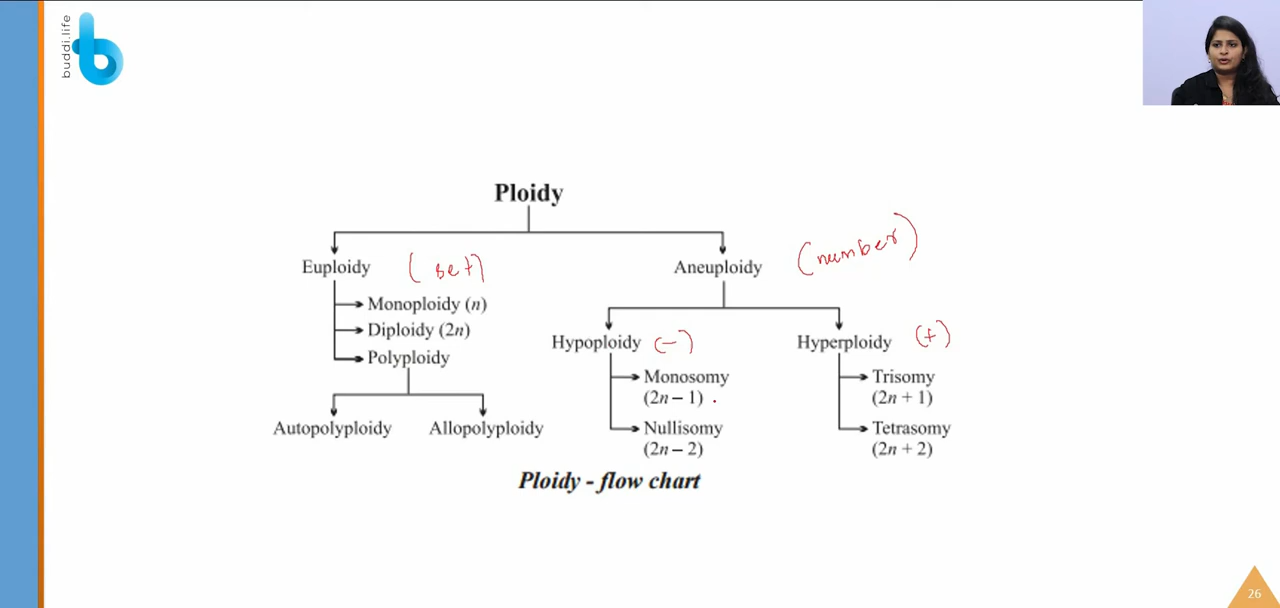 buddi.life
Ploidy
Euploidy (set)
Aneuploidy (number)
Monoploidy (n)
Diploidy (2n)
Polyploidy
Autopolyploidy
Allopolyploidy
Hypoploidy (-)
Monosomy
(2n – 1)
Nullisomy
(2n – 2)
Hyperploidy (+)
Trisomy
(2n + 1)
Tetrasomy
(2n + 2)
Ploidy - flow chart
26